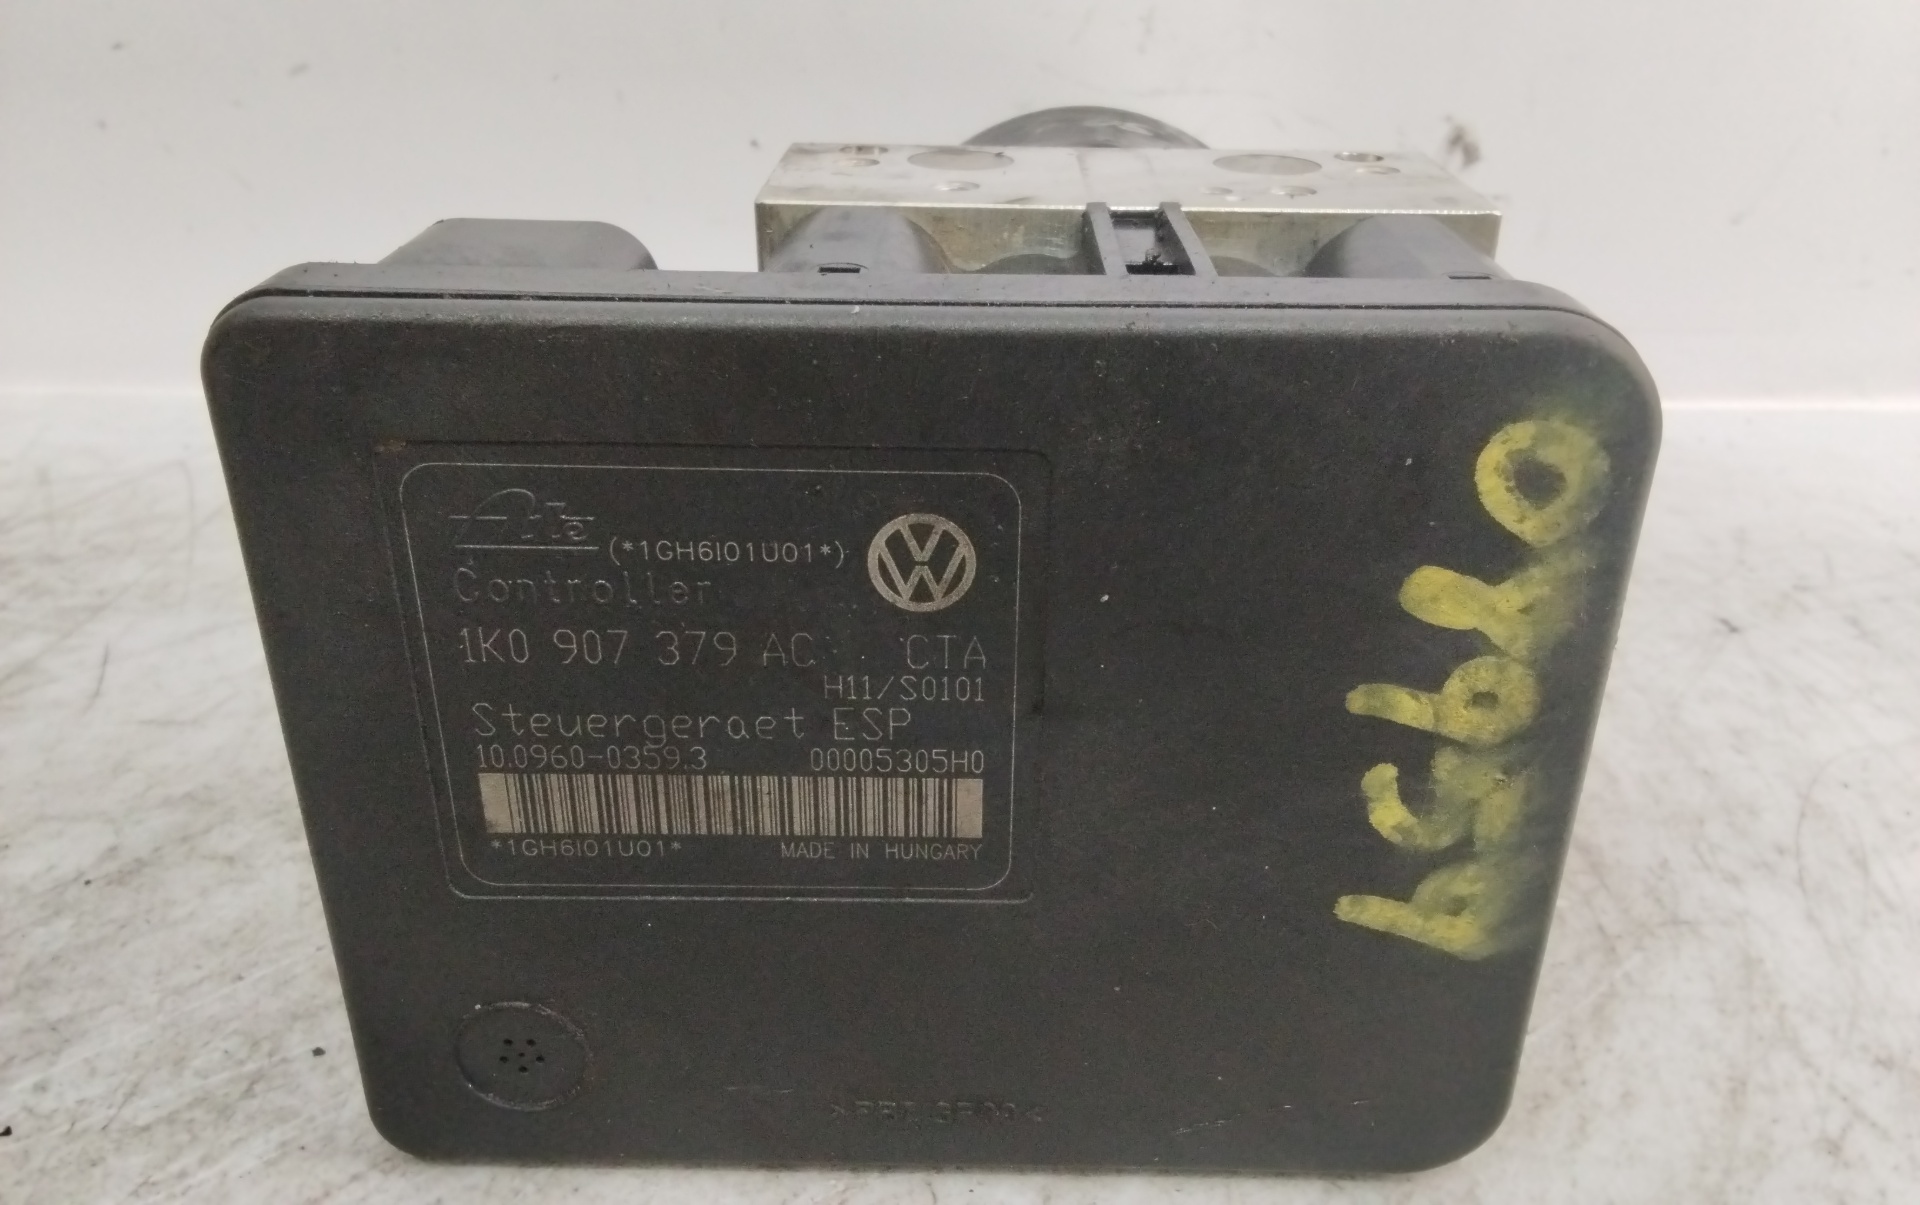 Ate (*1GH6I01U01*)
Controller
1K0 907 379 AC CTA
H11/S0101
Steuergeraet ESP
10.0960-0359.3 00005305H0
*1GH6I01U01* MADE IN HUNGARY